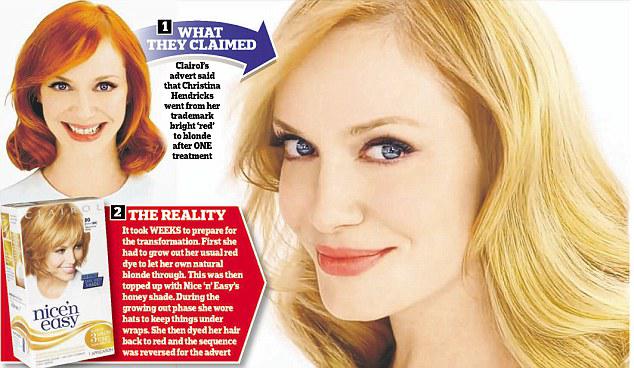 1 WHAT
THEY CLAIMED
Clairol's
advert said
that Christina
Hendricks
went from her
trademark
bright 'red'
to blonde
after ONE
treatment
2 THE REALITY
It took WEEKS to prepare for
the transformation. First she
had to grow out her usual red
dye to let her own natural
blonde through. This was then
topped up with Nice 'n' Easy's
honey shade. During the
growing out phase she wore
hats to keep things under
wraps. She then dyed her hair
back to red and the sequence
was reversed for the advert
CLAIROL
nice'n
easy
3
1 APPLICATION